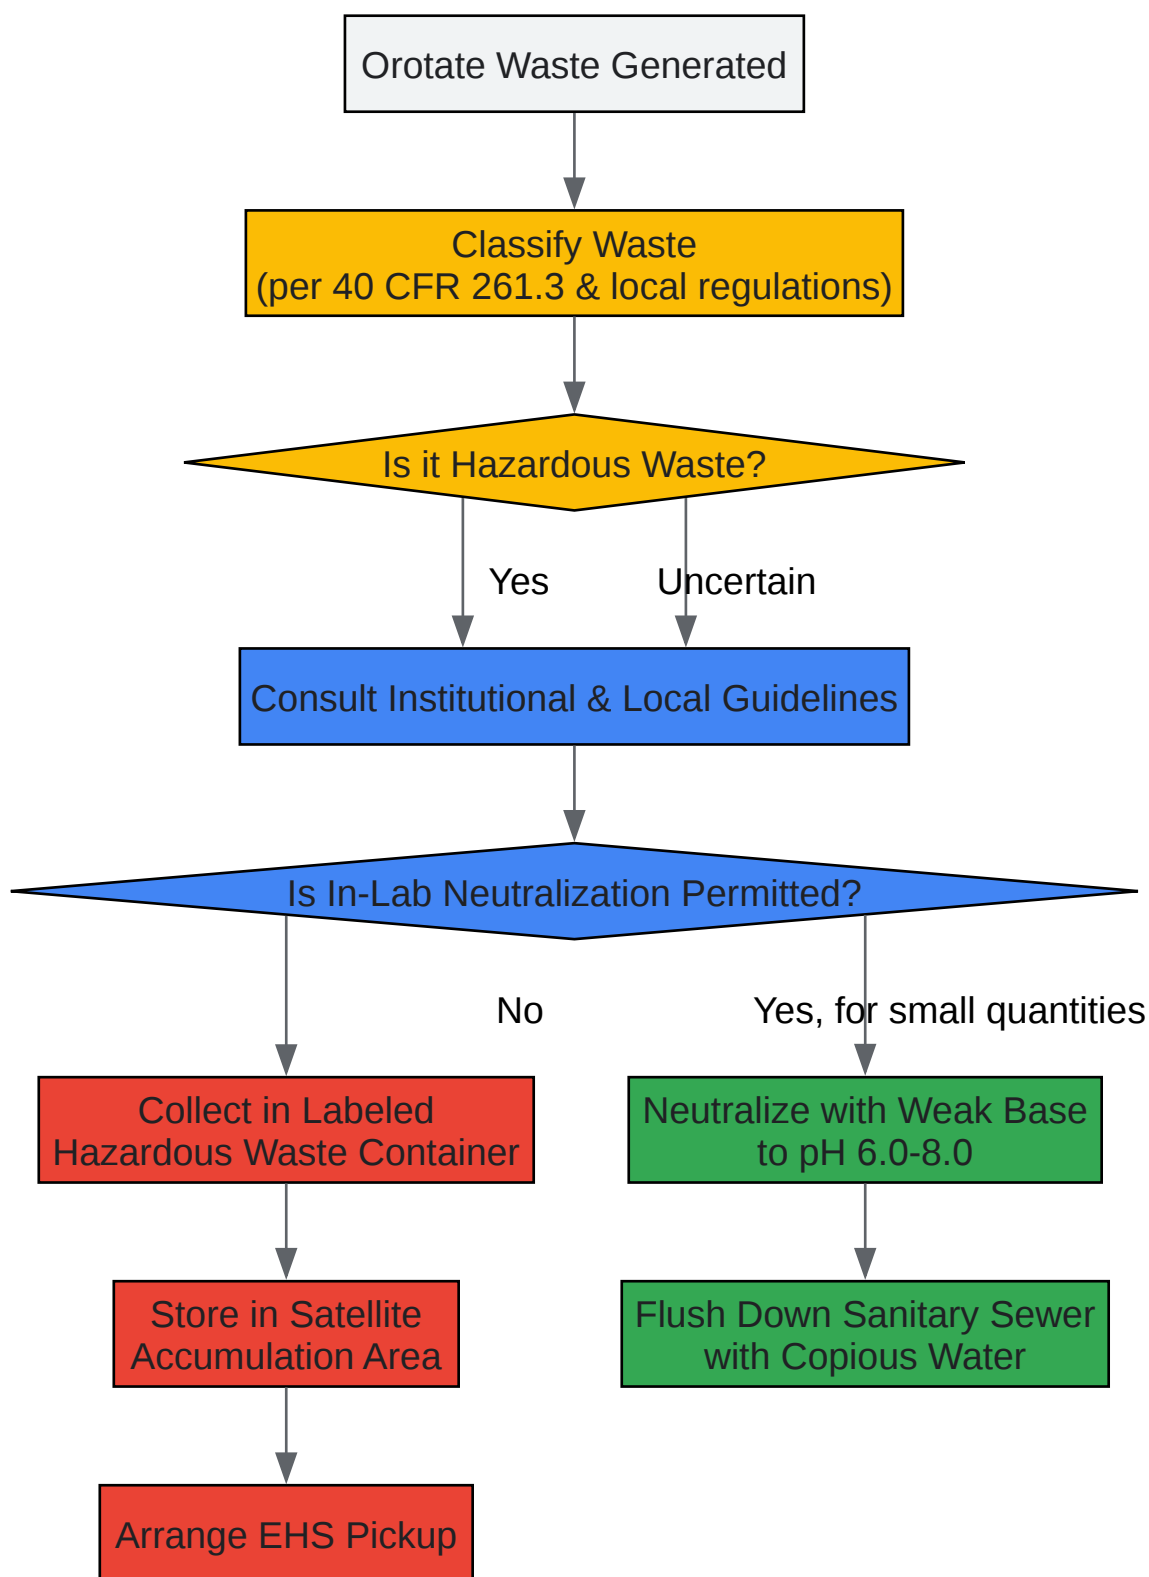 Orotate Waste Generated
Classify Waste
(per 40 CFR 261.3 & local regulations)
Is it Hazardous Waste?
Yes
Uncertain
Consult Institutional & Local Guidelines
Is In-Lab Neutralization Permitted?
No
Yes, for small quantities
Collect in Labeled
Hazardous Waste Container
Neutralize with Weak Base
to pH 6.0-8.0
Store in Satellite
Accumulation Area
Flush Down Sanitary Sewer
with Copious Water
Arrange EHS Pickup